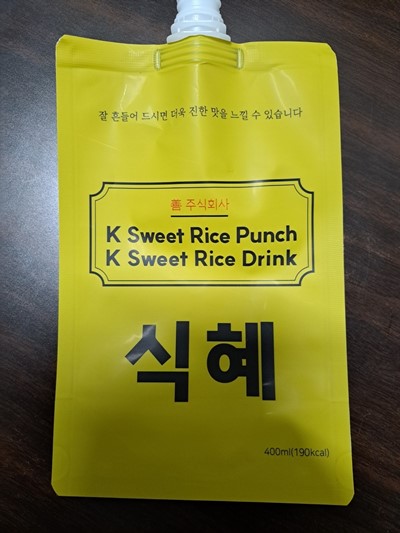 잘 흔들어 드시면 더욱 진한 맛을 느낄 수 있습니다
주식회사
K Sweet Rice Punch
K Sweet Rice Drink
식혜
400ml(190kcal)